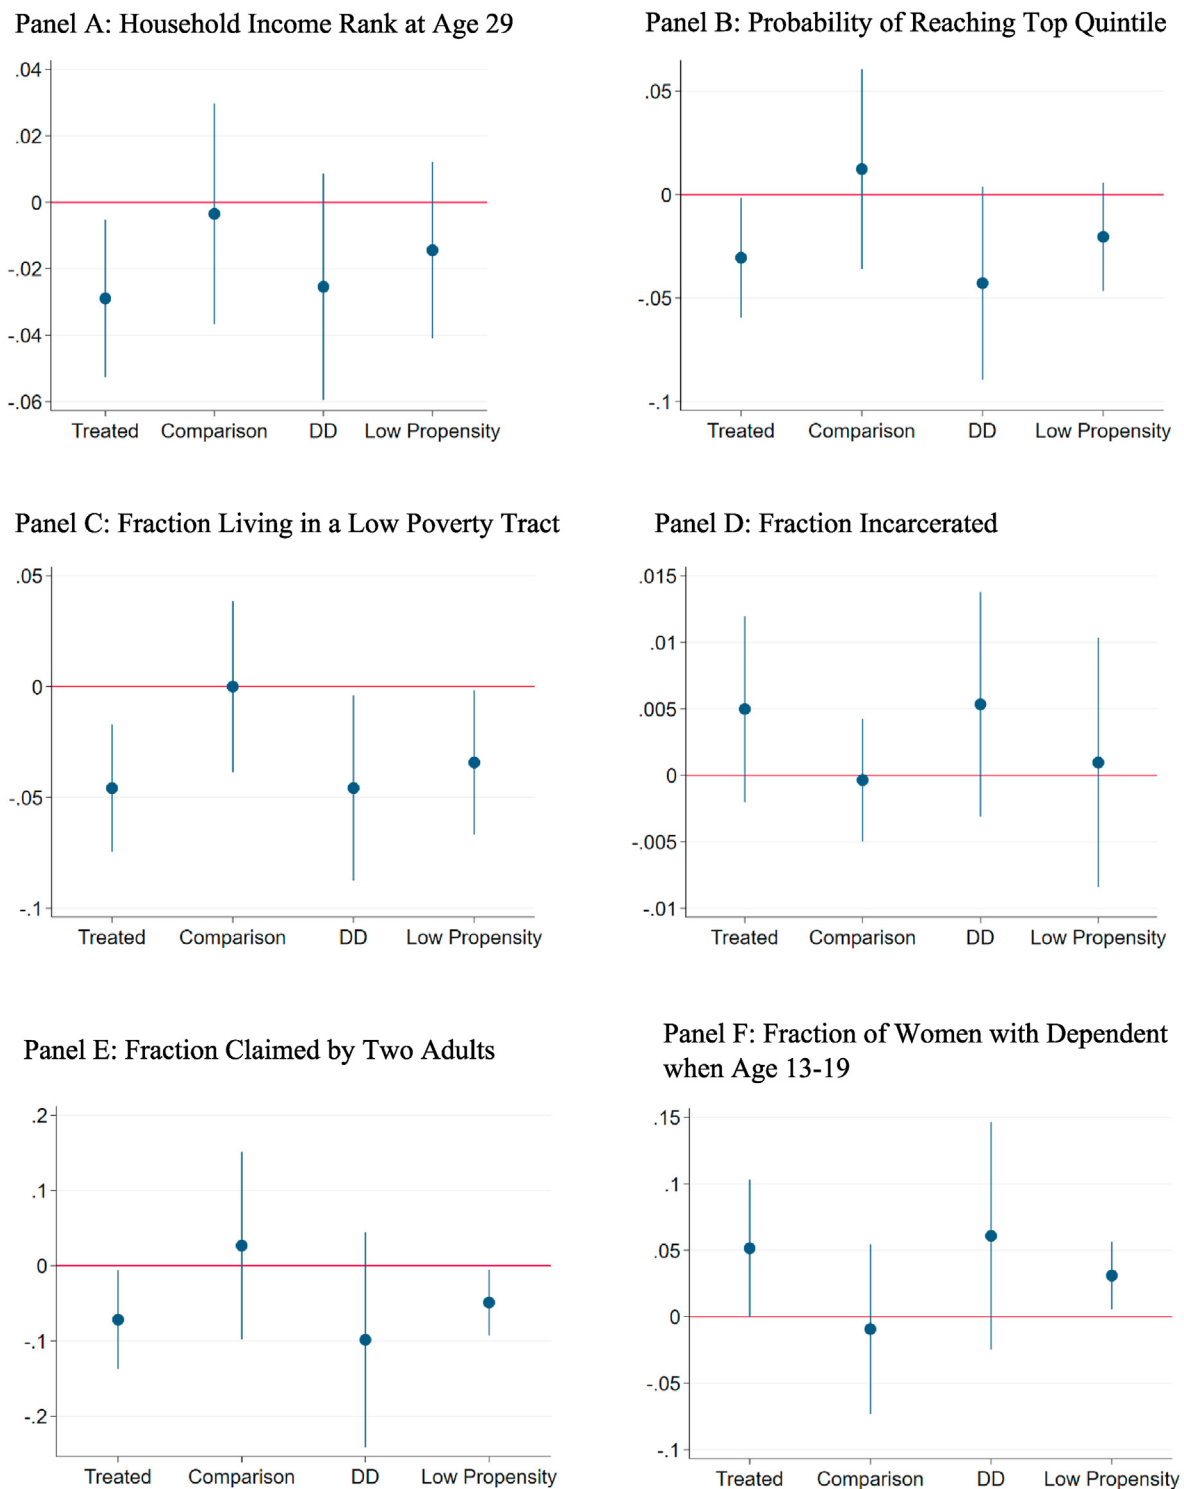 Panel A: Household Income Rank at Age 29
.04
.02
0
-.02
-.04
-.06
Treated Comparison DD Low Propensity
Panel B: Probability of Reaching Top Quintile
.05
0
-.05
-.1
Treated Comparison DD Low Propensity
Panel C: Fraction Living in a Low Poverty Tract
.05
0
-.05
-.1
Treated Comparison DD Low Propensity
Panel D: Fraction Incarcerated
.015
.01
.005
0
-.005
-.01
Treated Comparison DD Low Propensity
Panel E: Fraction Claimed by Two Adults
.2
.1
0
-.1
-.2
Treated Comparison DD Low Propensity
Panel F: Fraction of Women with Dependent
when Age 13-19
.15
.1
.05
0
-.05
-.1
Treated Comparison DD Low Propensity